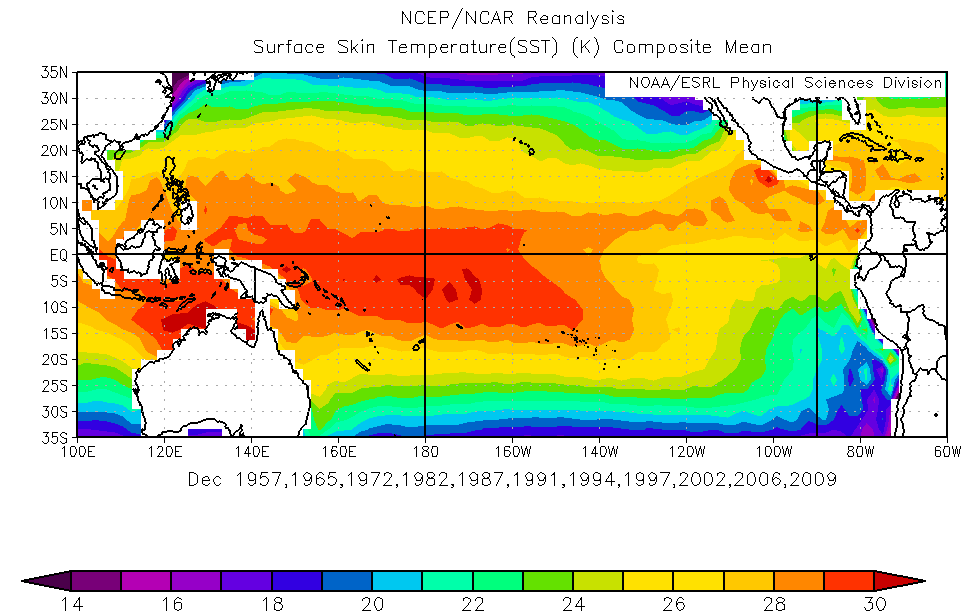 NCEP/NCAR Reanalysis
Surface Skin Temperature(SST) (K) Composite Mean
NOAA/ESRL Physical Sciences Division
35N
30N
25N
20N
15N
10N
5N
EQ
5S
10S
15S
20S
25S
30S
35S
100E 120E 140E 160E 180 160W 140W 120W 100W 80W 60W
Dec 1957,1965,1972,1982,1987,1991,1994,1997,2002,2006,2009
14 16 18 20 22 24 26 28 30